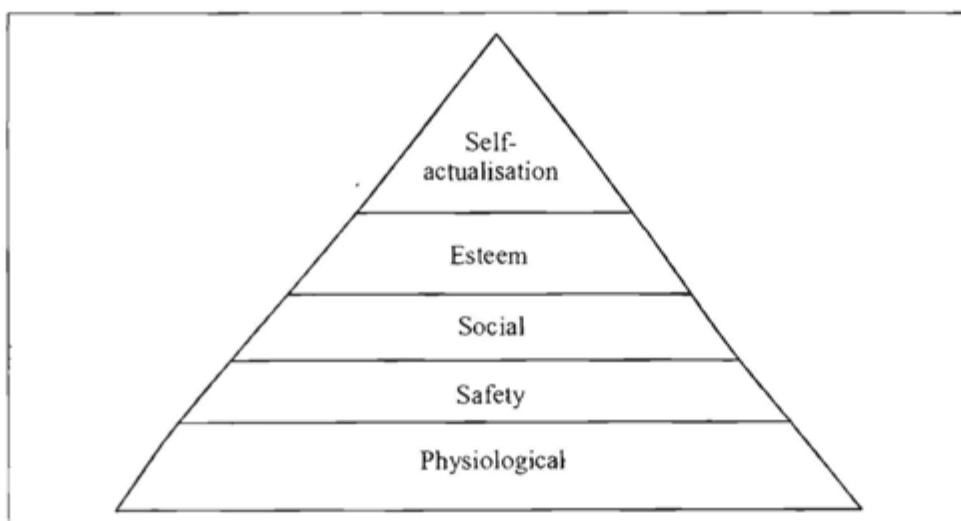 Self-
actualisation
Esteem
Social
Safety
Physiological